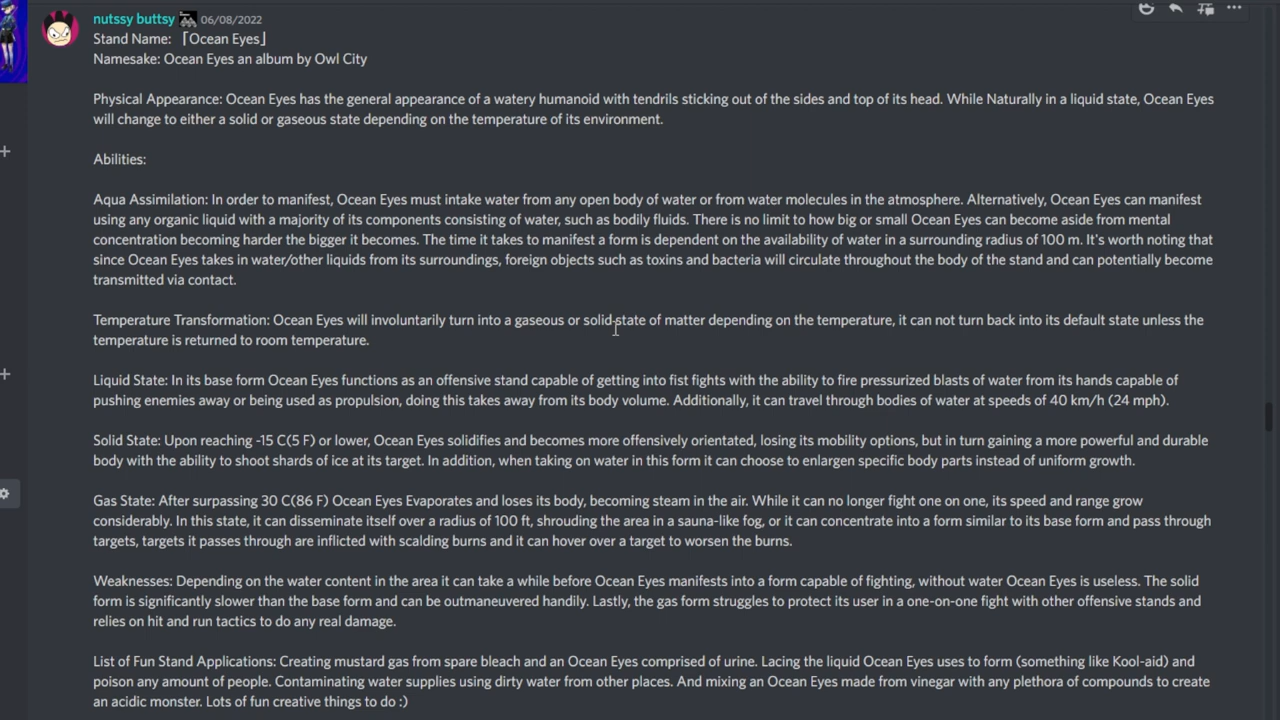 nutssy buttsy 06/08/2022
Stand Name: 「Ocean Eyes」
Namesake: Ocean Eyes an album by Owl City
Physical Appearance: Ocean Eyes has the general appearance of a watery humanoid with tendrils sticking out of the sides and top of its head. While Naturally in a liquid state, Ocean Eyes
will change to either a solid or gaseous state depending on the temperature of its environment.
Abilities:
Aqua Assimilation: In order to manifest, Ocean Eyes must intake water from any open body of water or from water molecules in the atmosphere. Alternatively, Ocean Eyes can manifest
using any organic liquid with a majority of its components consisting of water, such as bodily fluids. There is no limit to how big or small Ocean Eyes can become aside from mental
concentration becoming harder the bigger it becomes. The time it takes to manifest a form is dependent on the availability of water in a surrounding radius of 100 m. It's worth noting that
since Ocean Eyes takes in water/other liquids from its surroundings, foreign objects such as toxins and bacteria will circulate throughout the body of the stand and can potentially become
transmitted via contact.
Temperature Transformation: Ocean Eyes will involuntarily turn into a gaseous or solid state of matter depending on the temperature, it can not turn back into its default state unless the
temperature is returned to room temperature.
Liquid State: In its base form Ocean Eyes functions as an offensive stand capable of getting into fist fights with the ability to fire pressurized blasts of water from its hands capable of
pushing enemies away or being used as propulsion, doing this takes away from its body volume. Additionally, it can travel through bodies of water at speeds of 40 km/h (24 mph).
Solid State: Upon reaching -15 C(5 F) or lower, Ocean Eyes solidifies and becomes more offensively orientated, losing its mobility options, but in turn gaining a more powerful and durable
body with the ability to shoot shards of ice at its target. In addition, when taking on water in this form it can choose to enlargen specific body parts instead of uniform growth.
Gas State: After surpassing 30 C(86 F) Ocean Eyes Evaporates and loses its body, becoming steam in the air. While it can no longer fight one on one, its speed and range grow
considerably. In this state, it can disseminate itself over a radius of 100 ft, shrouding the area in a sauna-like fog, or it can concentrate into a form similar to its base form and pass through
targets, targets it passes through are inflicted with scalding burns and it can hover over a target to worsen the burns.
Weaknesses: Depending on the water content in the area it can take a while before Ocean Eyes manifests into a form capable of fighting, without water Ocean Eyes is useless. The solid
form is significantly slower than the base form and can be outmaneuvered handily. Lastly, the gas form struggles to protect its user in a one-on-one fight with other offensive stands and
relies on hit and run tactics to do any real damage.
List of Fun Stand Applications: Creating mustard gas from spare bleach and an Ocean Eyes comprised of urine. Lacing the liquid Ocean Eyes uses to form (something like Kool-aid) and
poison any amount of people. Contaminating water supplies using dirty water from other places. And mixing an Ocean Eyes made from vinegar with any plethora of compounds to create
an acidic monster. Lots of fun creative things to do :)